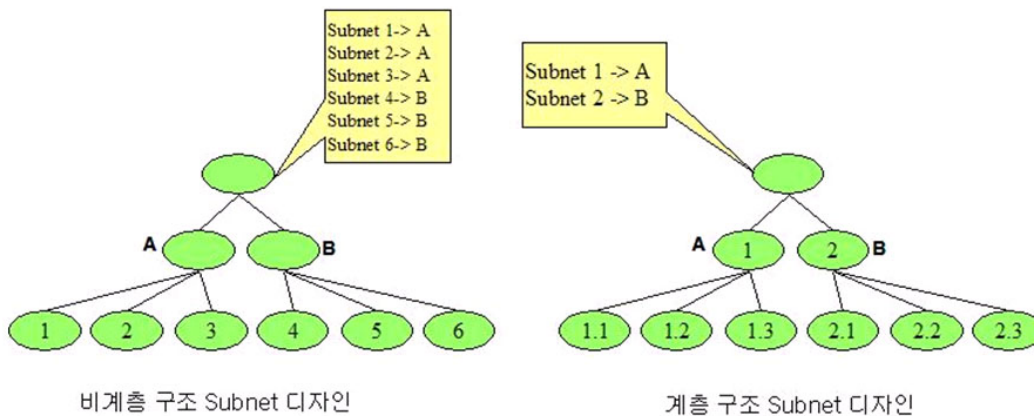 Subnet 1-> A
Subnet 2-> A
Subnet 3-> A
Subnet 4-> B
Subnet 5-> B
Subnet 6-> B
A
B
1
2
3
4
5
6
비계층 구조 Subnet 디자인
Subnet 1 -> A
Subnet 2 -> B
A
1
2
B
1.1
1.2
1.3
2.1
2.2
2.3
계층 구조 Subnet 디자인